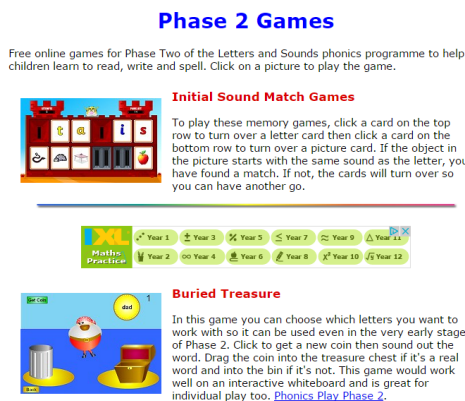 Phase 2 Games
Free online games for Phase Two of the Letters and Sounds phonics programme to help
children learn to read, write and spell. Click on a picture to play the game.
Initial Sound Match Games
To play these memory games, click a card on the top
row to turn over a letter card then click a card on the
bottom row to turn over a picture card. If the object in
the picture starts with the same sound as the letter, you
have found a match. If not, the cards will turn over so
you can have another go.
t a i s
IXL
Maths
Practice
Year 1 Year 3 Year 5 Year 7 Year 9 Year 11
Year 2 Year 4 Year 6 Year 8 Year 10 Year 12
Get Coin
dad
1
Back
Buried Treasure
In this game you can choose which letters you want to
work with so it can be used even in the very early stage
of Phase 2. Click to get a new coin then sound out the
word. Drag the coin into the treasure chest if it's a real
word and into the bin if it's not. This game would work
well on an interactive whiteboard and is great for
individual play too. Phonics Play Phase 2.